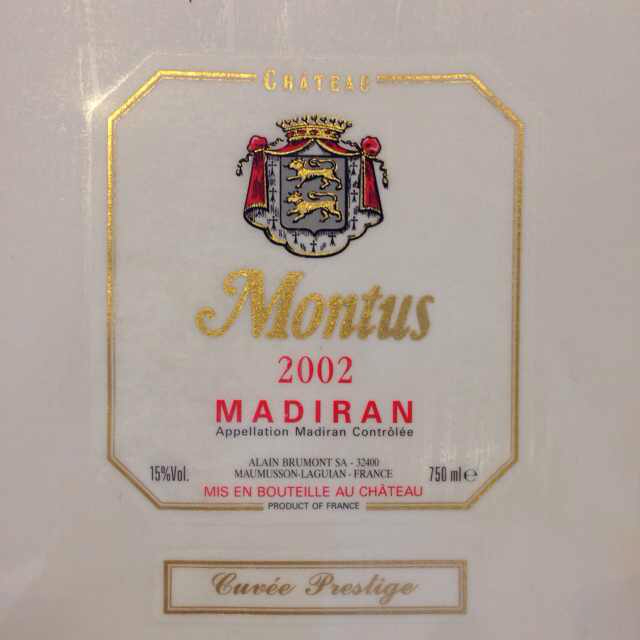 CHÂTEAU
Montus
2002
MADIRAN
Appellation Madiran Contrôlée
15%Vol.
ALAIN BRUMONT SA - 32400
MAUMUSSON-LAGUIAN - FRANCE
750 ml ℮
MIS EN BOUTEILLE AU CHÂTEAU
PRODUCT OF FRANCE
Cuvée Prestige